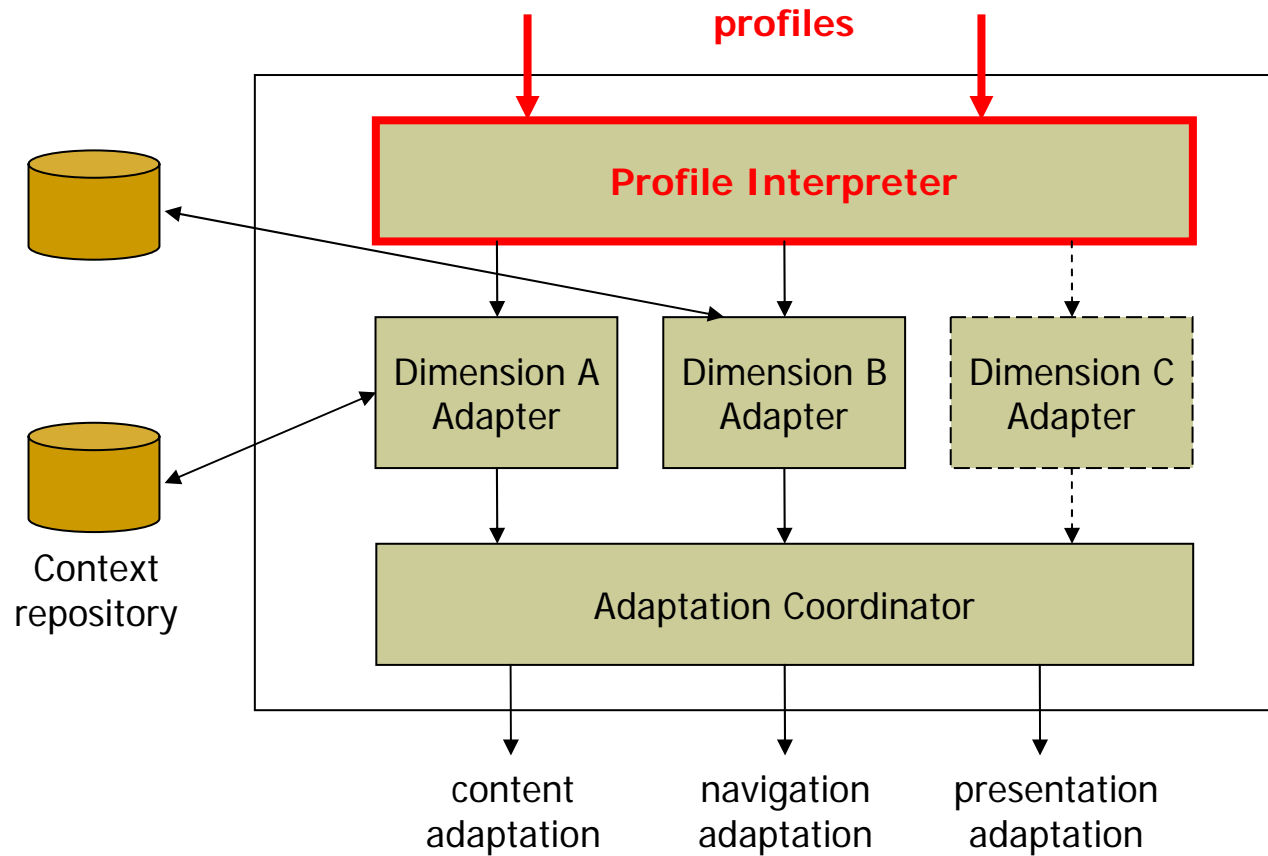 profiles
Profile Interpreter
Dimension A
Adapter
Dimension B
Adapter
Dimension C
Adapter
Context
repository
Adaptation Coordinator
content
adaptation
navigation
adaptation
presentation
adaptation